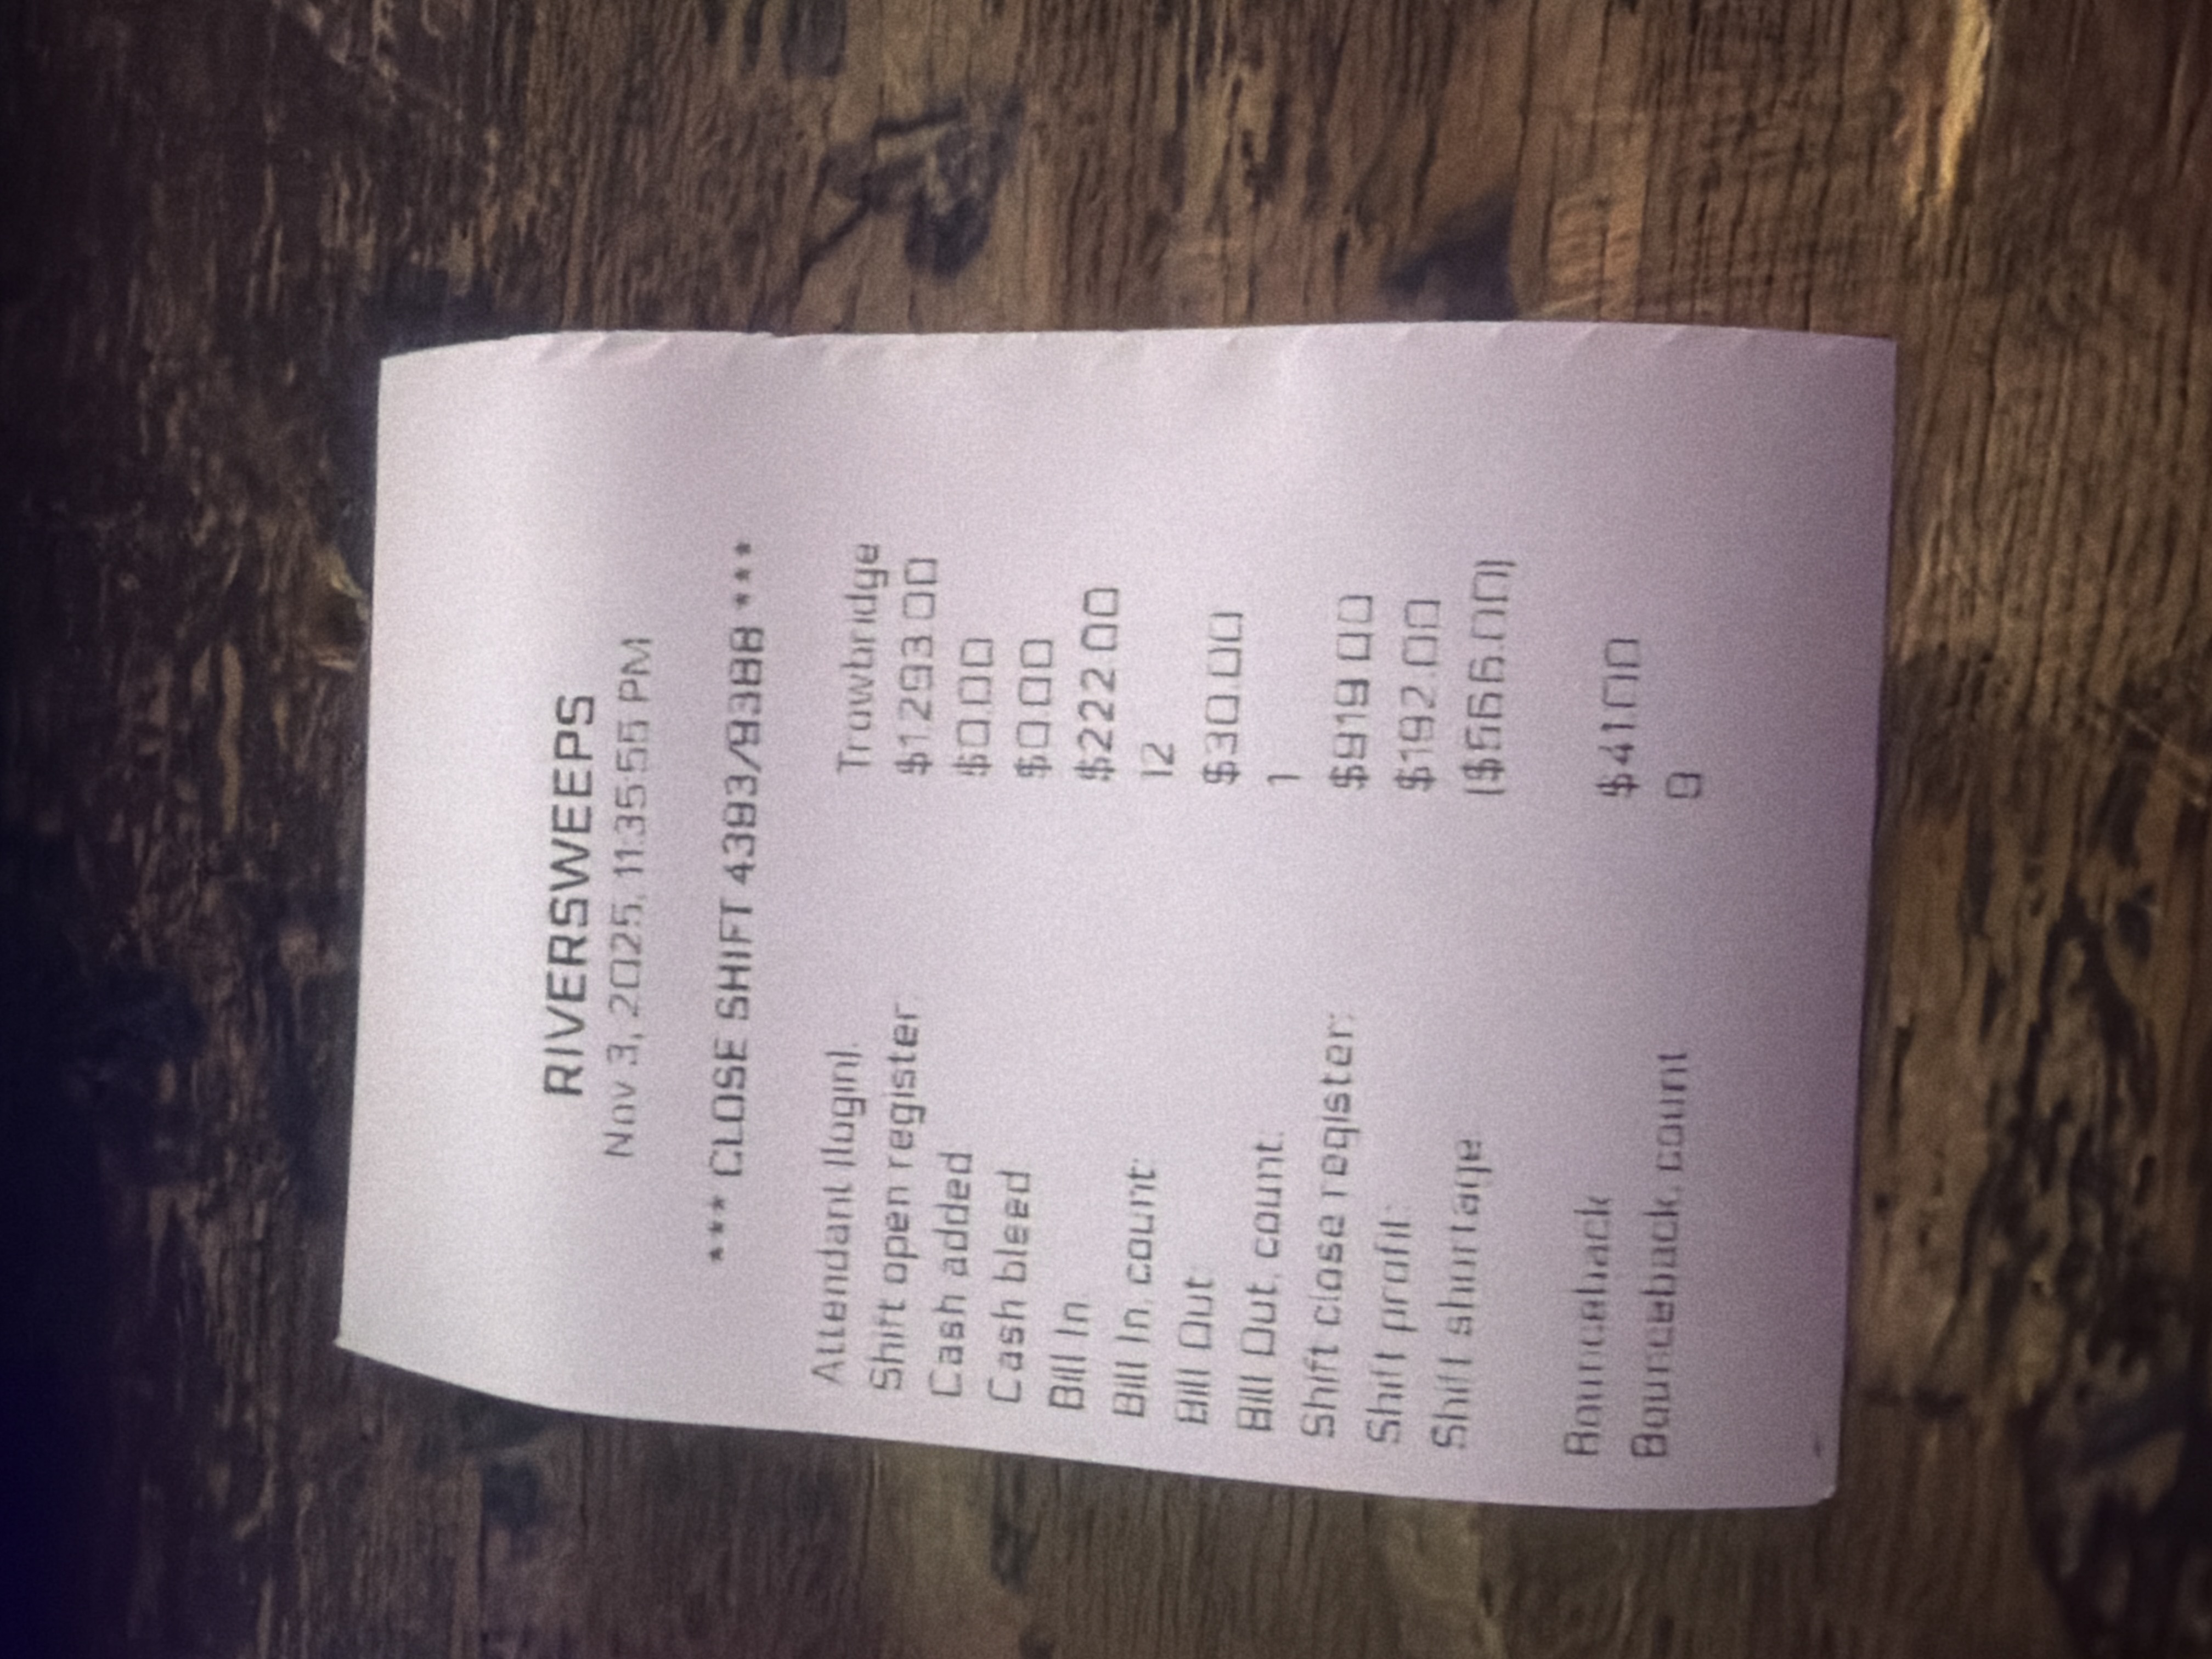 RIVERSWEEPS
Nov 3, 2025, 11:35:55 PM
*** CLOSE SHIFT 4393/9388 ***
Attendant (login): Trowbridge
Shift open register: $1293.00
Cash added: $0.00
Cash bleed: $0.00
Bill In: $222.00
Bill In, count: 12
Bill Out: $30.00
Bill Out, count: 1
Shift close register: $919.00
Shift profit: $192.00
Shift shortage: ($566.00)
Bounceback $41.00
Bounceback, count 9